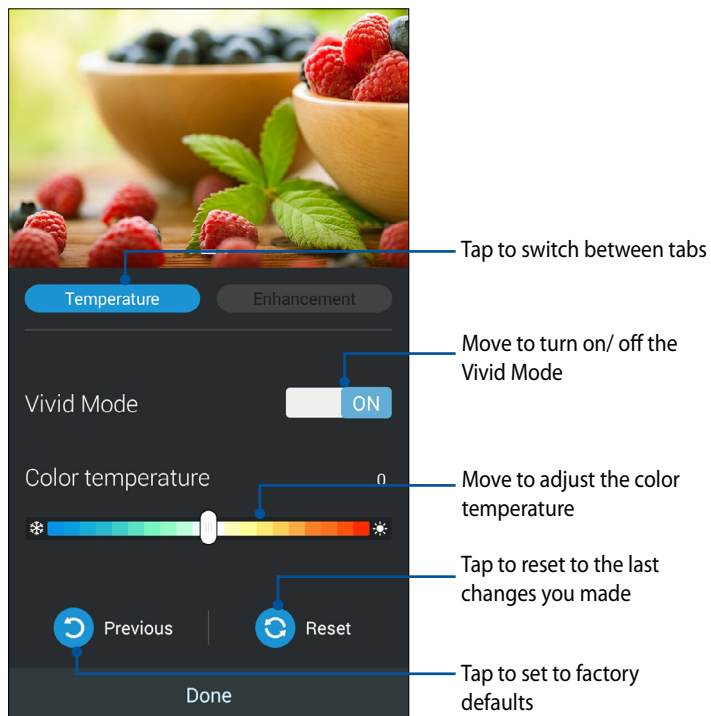 Tap to switch between tabs
Temperature
Enhancement
Move to turn on/ off the
Vivid Mode
Vivid Mode
ON
Color temperature
0
Move to adjust the color
temperature
Tap to reset to the last
changes you made
Previous
Reset
Tap to set to factory
defaults
Done